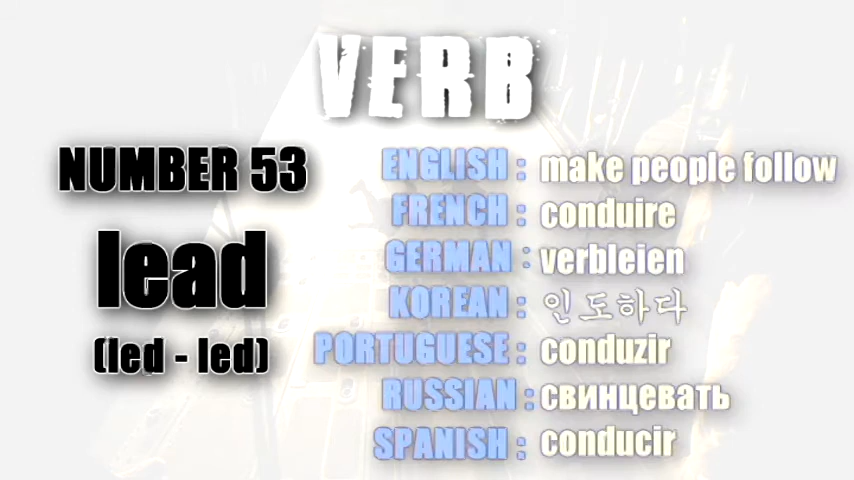 VERB
NUMBER 53
lead
(led - led)
ENGLISH : make people follow
FRENCH : conduire
GERMAN : verbleien
KOREAN : 인도하다
PORTUGUESE : conduzir
RUSSIAN : свинцевать
SPANISH : conducir